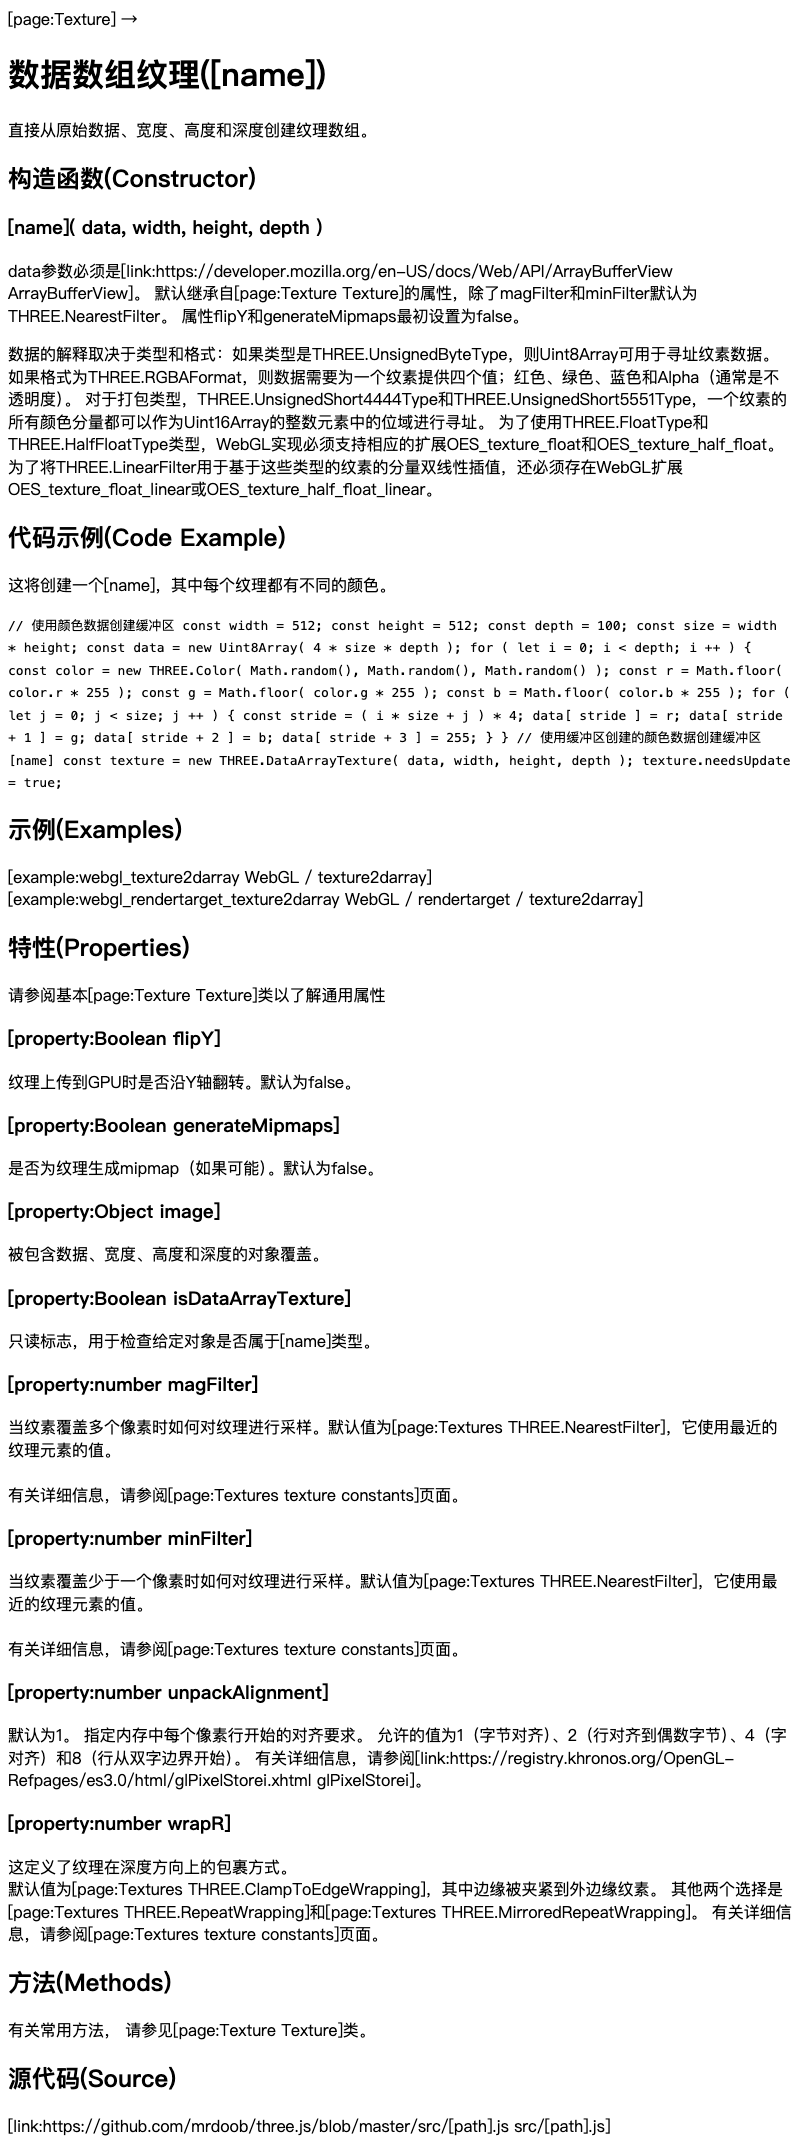 [page:Texture] →
数据数组纹理([name])
直接从原始数据、宽度、高度和深度创建纹理数组。
构造函数(Constructor)
[name]( data, width, height, depth )
data参数必须是[link:https://developer.mozilla.org/en-US/docs/Web/API/ArrayBufferView
ArrayBufferView]。 默认继承自[page:Texture Texture]的属性，除了magFilter和minFilter默认为
THREE.NearestFilter。 属性flipY和generateMipmaps最初设置为false。
数据的解释取决于类型和格式：如果类型是THREE.UnsignedByteType，则Uint8Array可用于寻址纹素数据。
如果格式为THREE.RGBAFormat，则数据需要为一个纹素提供四个值；红色、绿色、蓝色和Alpha（通常是不
透明度）。 对于打包类型，THREE.UnsignedShort4444Type和THREE.UnsignedShort5551Type，一个纹素的
所有颜色分量都可以作为Uint16Array的整数元素中的位域进行寻址。 为了使用THREE.FloatType和
THREE.HalfFloatType类型，WebGL实现必须支持相应的扩展OES_texture_float和OES_texture_half_float。
为了将THREE.LinearFilter用于基于这些类型的纹素的分量双线性插值，还必须存在WebGL扩展
OES_texture_float_linear或OES_texture_half_float_linear。
代码示例(Code Example)
这将创建一个[name]，其中每个纹理都有不同的颜色。
// 使用颜色数据创建缓冲区 const width = 512; const height = 512; const depth = 100; const size = width
* height; const data = new Uint8Array( 4 * size * depth ); for ( let i = 0; i < depth; i ++ ) {
const color = new THREE.Color( Math.random(), Math.random(), Math.random() ); const r = Math.floor(
color.r * 255 ); const g = Math.floor( color.g * 255 ); const b = Math.floor( color.b * 255 ); for (
let j = 0; j < size; j ++ ) { const stride = ( i * size + j ) * 4; data[ stride ] = r; data[ stride
+ 1 ] = g; data[ stride + 2 ] = b; data[ stride + 3 ] = 255; } } // 使用缓冲区创建的颜色数据创建缓冲区
[name] const texture = new THREE.DataArrayTexture( data, width, height, depth ); texture.needsUpdate
= true;
示例(Examples)
[example:webgl_texture2darray WebGL / texture2darray]
[example:webgl_rendertarget_texture2darray WebGL / rendertarget / texture2darray]
特性(Properties)
请参阅基本[page:Texture Texture]类以了解通用属性
[property:Boolean flipY]
纹理上传到GPU时是否沿Y轴翻转。默认为false。
[property:Boolean generateMipmaps]
是否为纹理生成mipmap（如果可能）。默认为false。
[property:Object image]
被包含数据、宽度、高度和深度的对象覆盖。
[property:Boolean isDataArrayTexture]
只读标志，用于检查给定对象是否属于[name]类型。
[property:number magFilter]
当纹素覆盖多个像素时如何对纹理进行采样。默认值为[page:Textures THREE.NearestFilter]，它使用最近的
纹理元素的值。
有关详细信息，请参阅[page:Textures texture constants]页面。
[property:number minFilter]
当纹素覆盖少于一个像素时如何对纹理进行采样。默认值为[page:Textures THREE.NearestFilter]，它使用最
近的纹理元素的值。
有关详细信息，请参阅[page:Textures texture constants]页面。
[property:number unpackAlignment]
默认为1。 指定内存中每个像素行开始的对齐要求。 允许的值为1（字节对齐）、2（行对齐到偶数字节）、4（字
对齐）和8（行从双字边界开始）。 有关详细信息，请参阅[link:https://registry.khronos.org/OpenGL-
Refpages/es3.0/html/glPixelStorei.xhtml glPixelStorei]。
[property:number wrapR]
这定义了纹理在深度方向上的包裹方式。
默认值为[page:Textures THREE.ClampToEdgeWrapping]，其中边缘被夹紧到外边缘纹素。 其他两个选择是
[page:Textures THREE.RepeatWrapping]和[page:Textures THREE.MirroredRepeatWrapping]。 有关详细信
息，请参阅[page:Textures texture constants]页面。
方法(Methods)
有关常用方法， 请参见[page:Texture Texture]类。
源代码(Source)
[link:https://github.com/mrdoob/three.js/blob/master/src/[path].js src/[path].js]